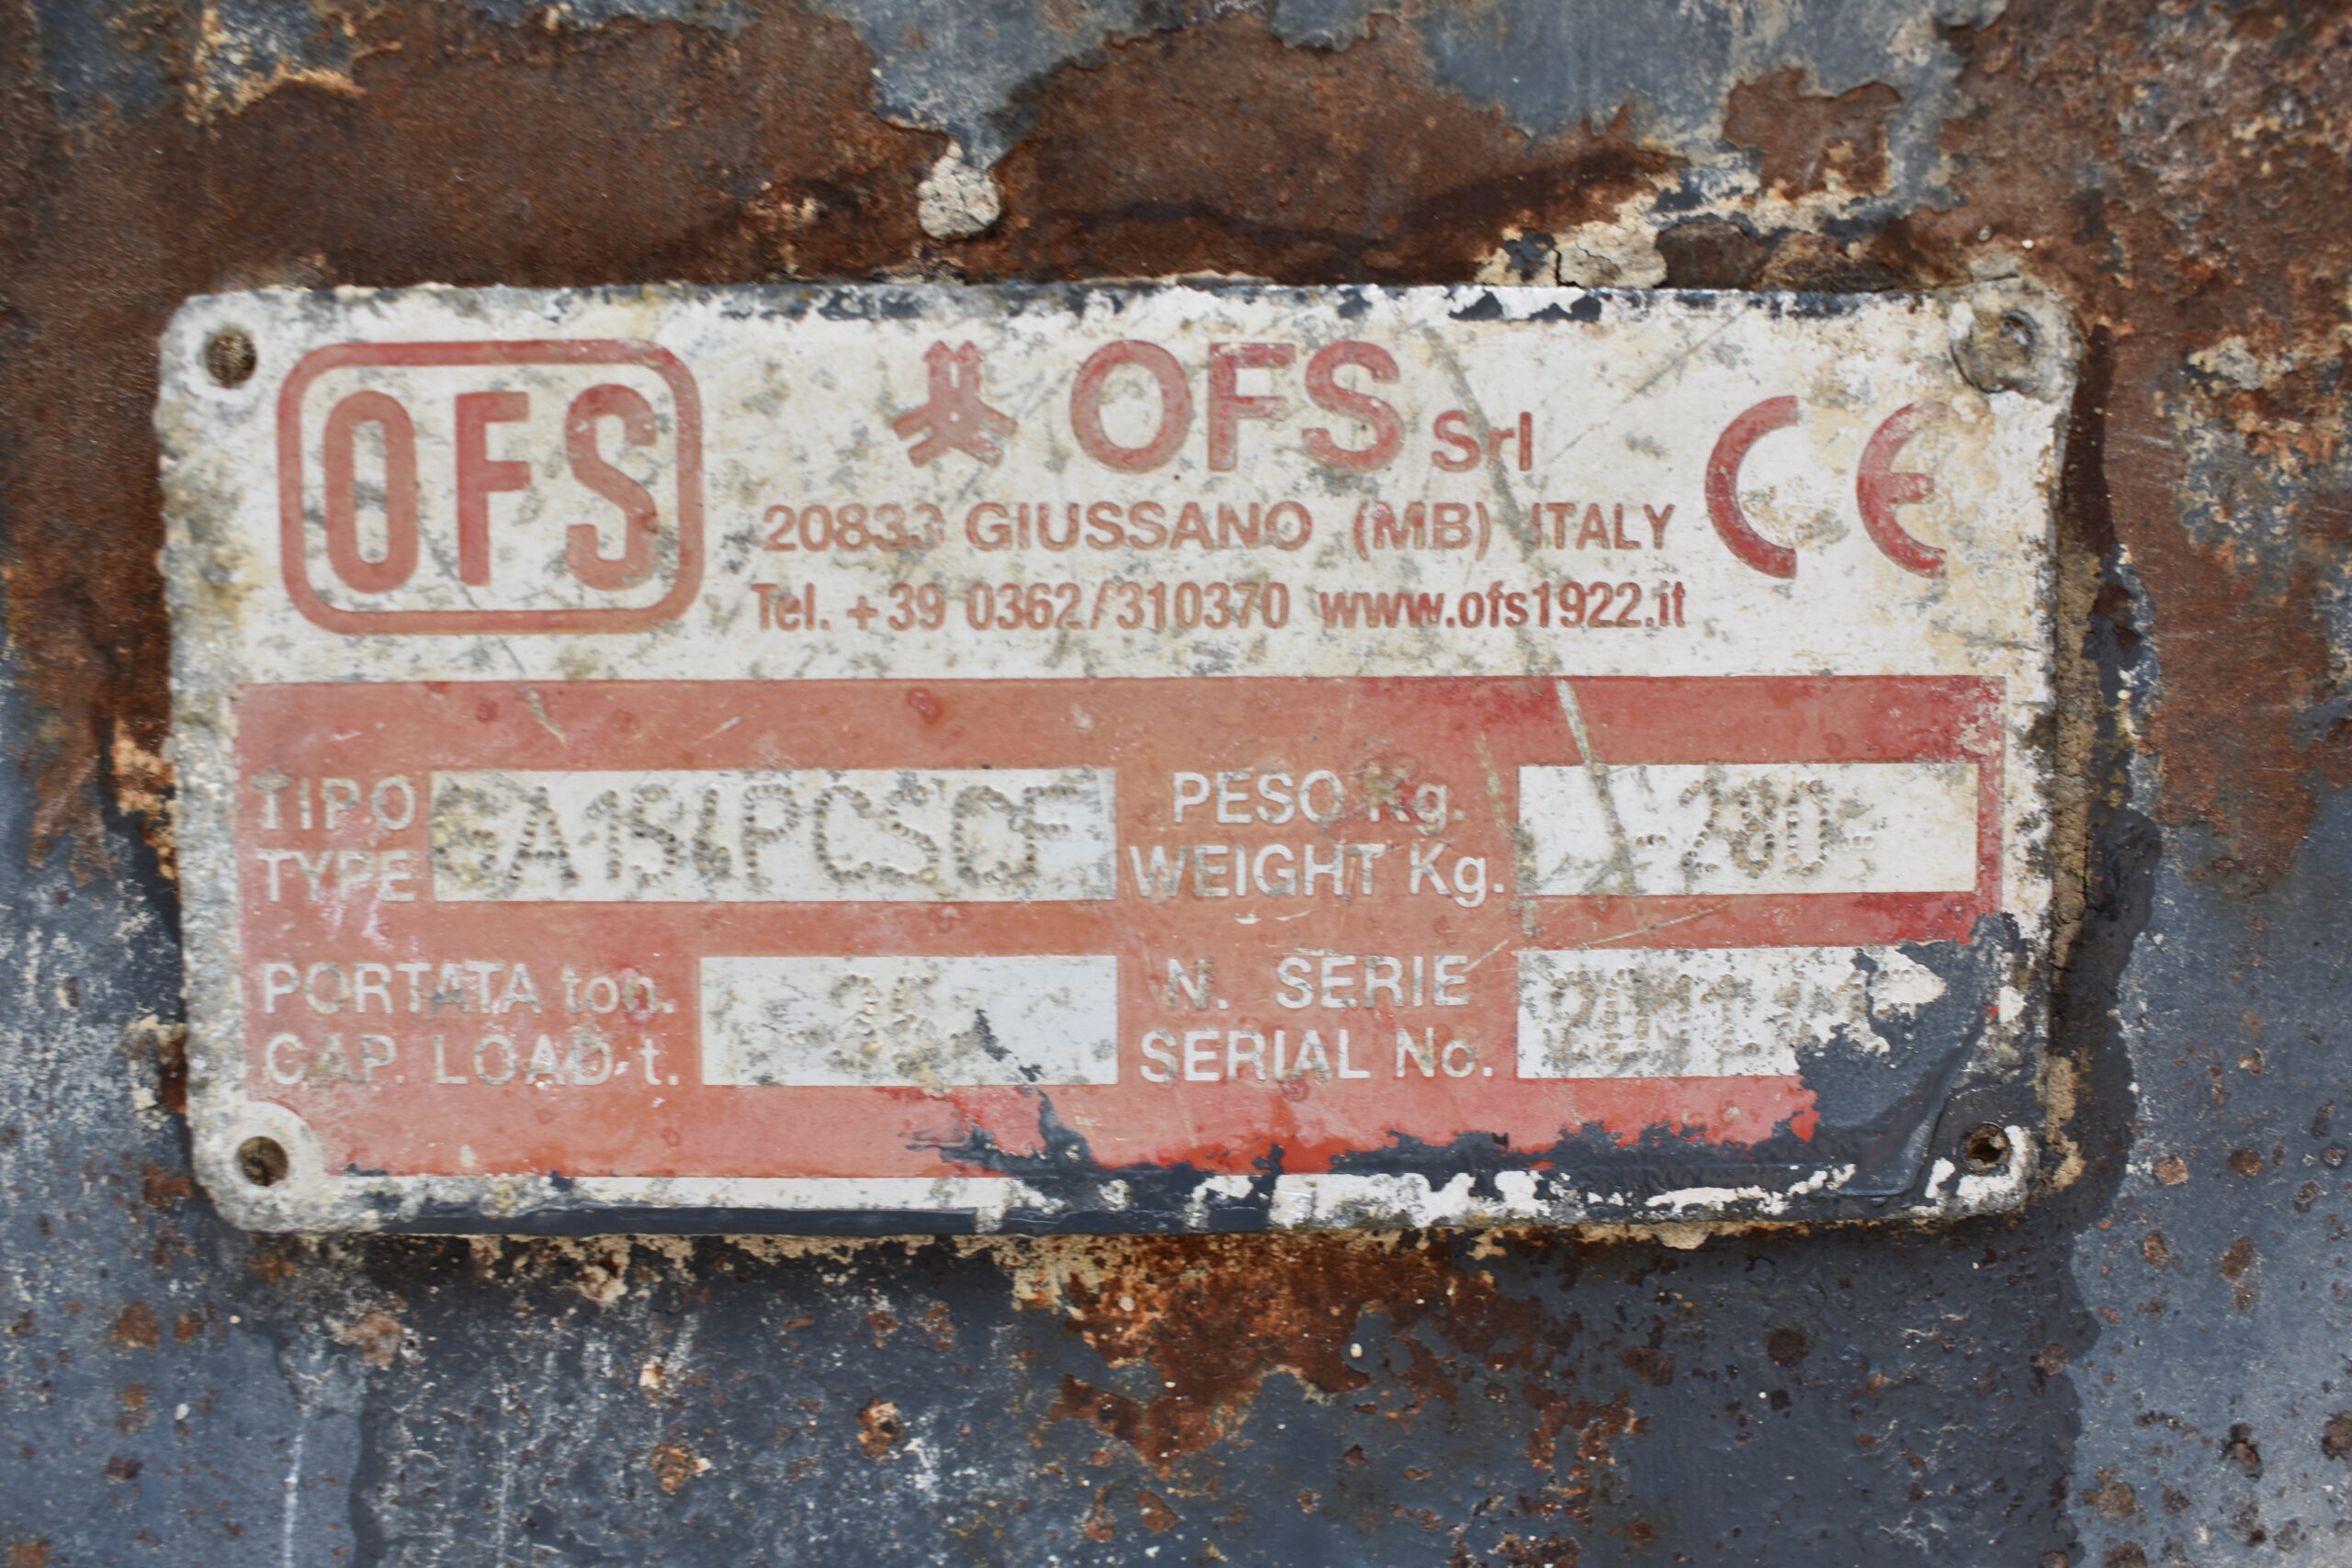 OFS
OFS Srl
20833 GIUSSANO (MB) ITALY
CE
Tel. +39 0362/310370 www.ofs1922.it
TIPO
TYPE
PESO Kg.
WEIGHT Kg.
-280-
PORTATA ton.
CAP. LOAD t.
N. SERIE
SERIAL No.